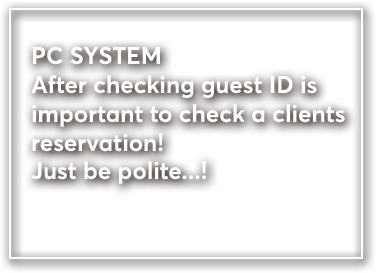 PC SYSTEM
After checking guest ID is
important to check a clients
reservation!
Just be polite...!